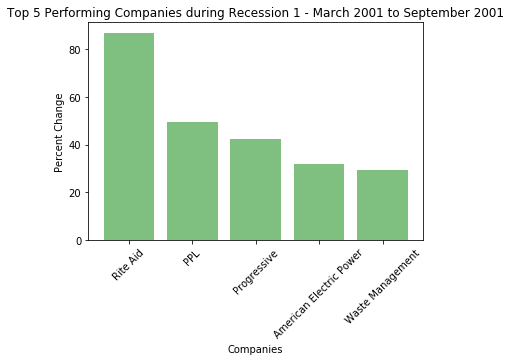 Top 5 Performing Companies during Recession 1 - March 2001 to September 2001
80
60
40
20
0
Percent Change
Rite Aid
PPL
Progressive
American Electric Power
Waste Management
Companies